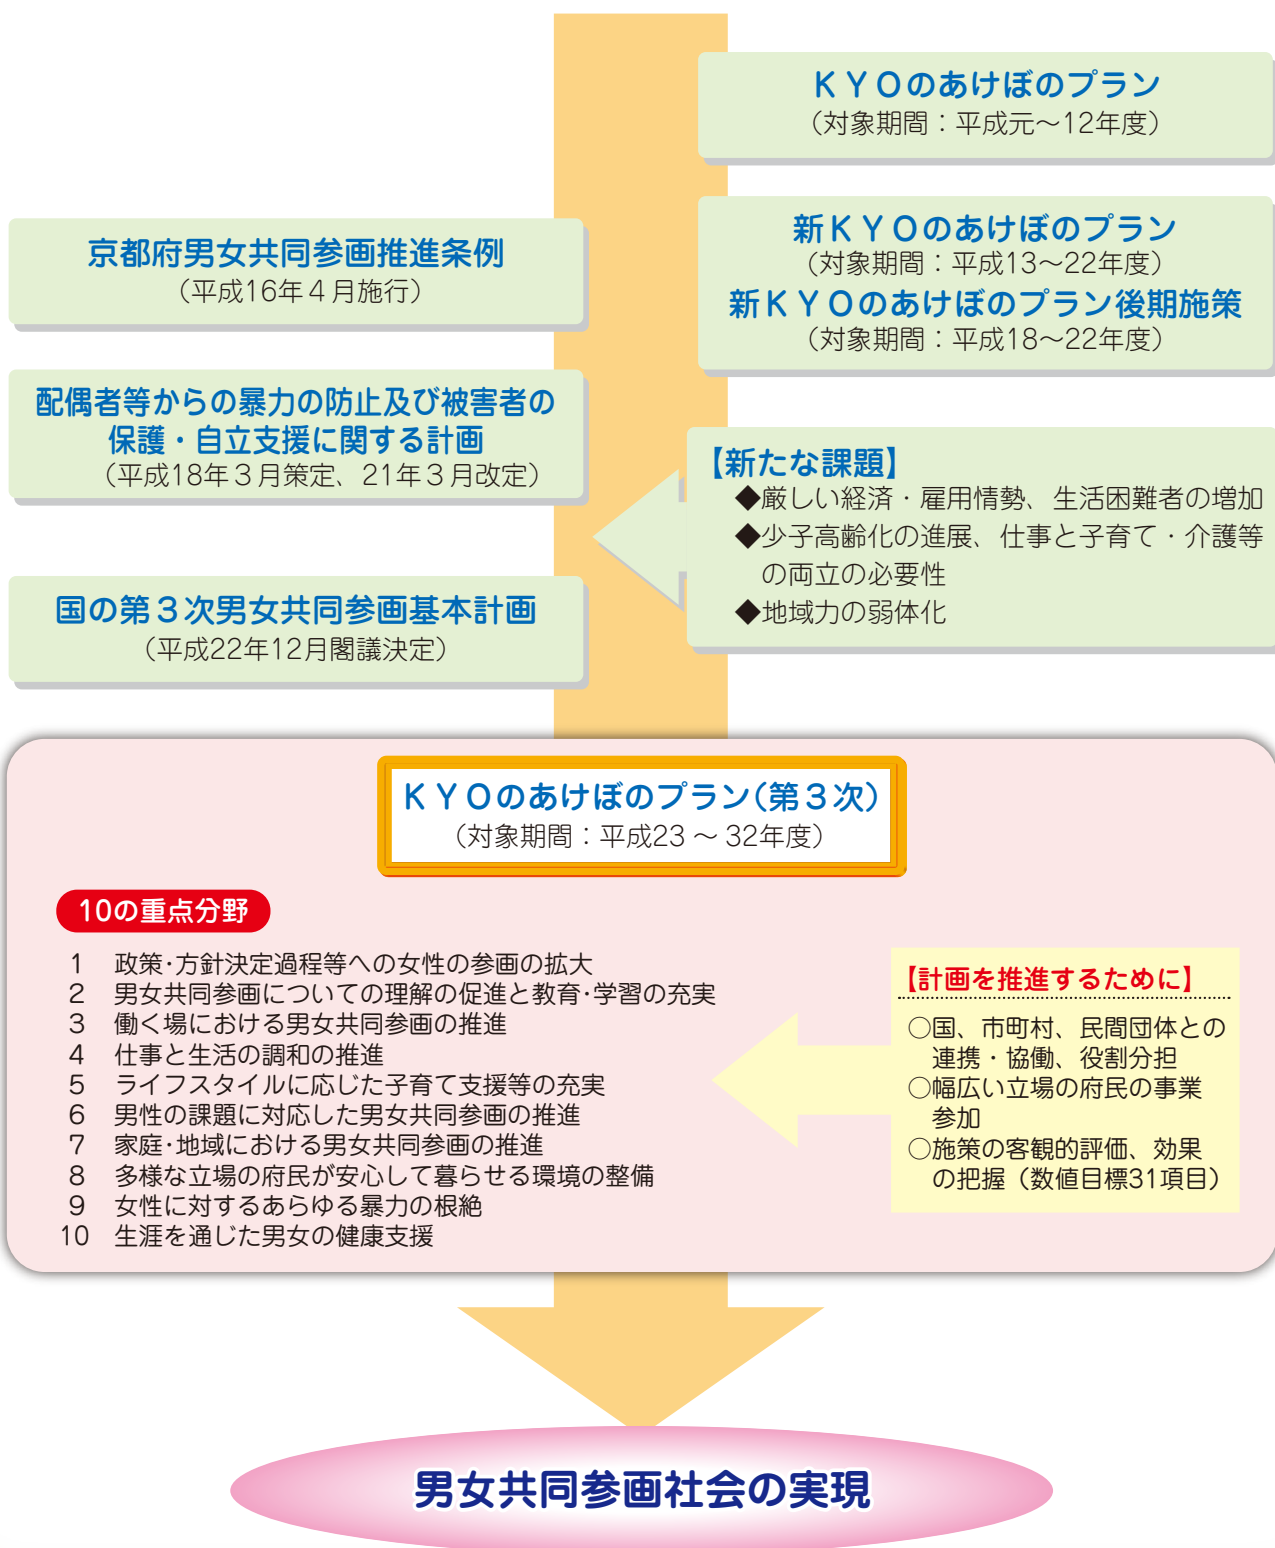 ＫＹＯのあけぼのプラン
（対象期間：平成元～12年度）
新ＫＹＯのあけぼのプラン
（対象期間：平成13～22年度）
新ＫＹＯのあけぼのプラン後期施策
（対象期間：平成18～22年度）
京都府男女共同参画推進条例
（平成16年４月施行）
配偶者等からの暴力の防止及び被害者の
保護・自立支援に関する計画
（平成18年３月策定、21年３月改定）
【新たな課題】
◆厳しい経済・雇用情勢、生活困難者の増加
◆少子高齢化の進展、仕事と子育て・介護等
の両立の必要性
◆地域力の弱体化
国の第３次男女共同参画基本計画
（平成22年12月閣議決定）
ＫＹＯのあけぼのプラン（第３次）
（対象期間：平成23 ～ 32年度）
10の重点分野
1　政策・方針決定過程等への女性の参画の拡大
2　男女共同参画についての理解の促進と教育・学習の充実
3　働く場における男女共同参画の推進
4　仕事と生活の調和の推進
5　ライフスタイルに応じた子育て支援等の充実
6　男性の課題に対応した男女共同参画の推進
7　家庭・地域における男女共同参画の推進
8　多様な立場の府民が安心して暮らせる環境の整備
9　女性に対するあらゆる暴力の根絶
10　生涯を通じた男女の健康支援
【計画を推進するために】
○国、市町村、民間団体との
連携・協働、役割分担
○幅広い立場の府民の事業
参加
○施策の客観的評価、効果
の把握（数値目標31項目）
男女共同参画社会の実現